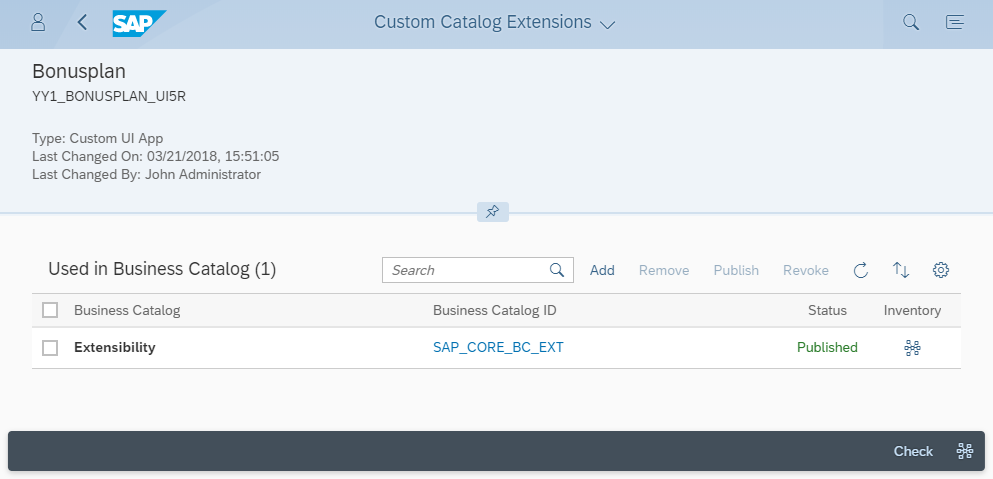 SAP Custom Catalog Extensions
Bonusplan
YY1_BONUSPLAN_UI5R
Type: Custom UI App
Last Changed On: 03/21/2018, 15:51:05
Last Changed By: John Administrator
Used in Business Catalog (1) Search Add Remove Publish Revoke
Business Catalog Business Catalog ID Status Inventory
Extensibility SAP_CORE_BC_EXT Published
Check